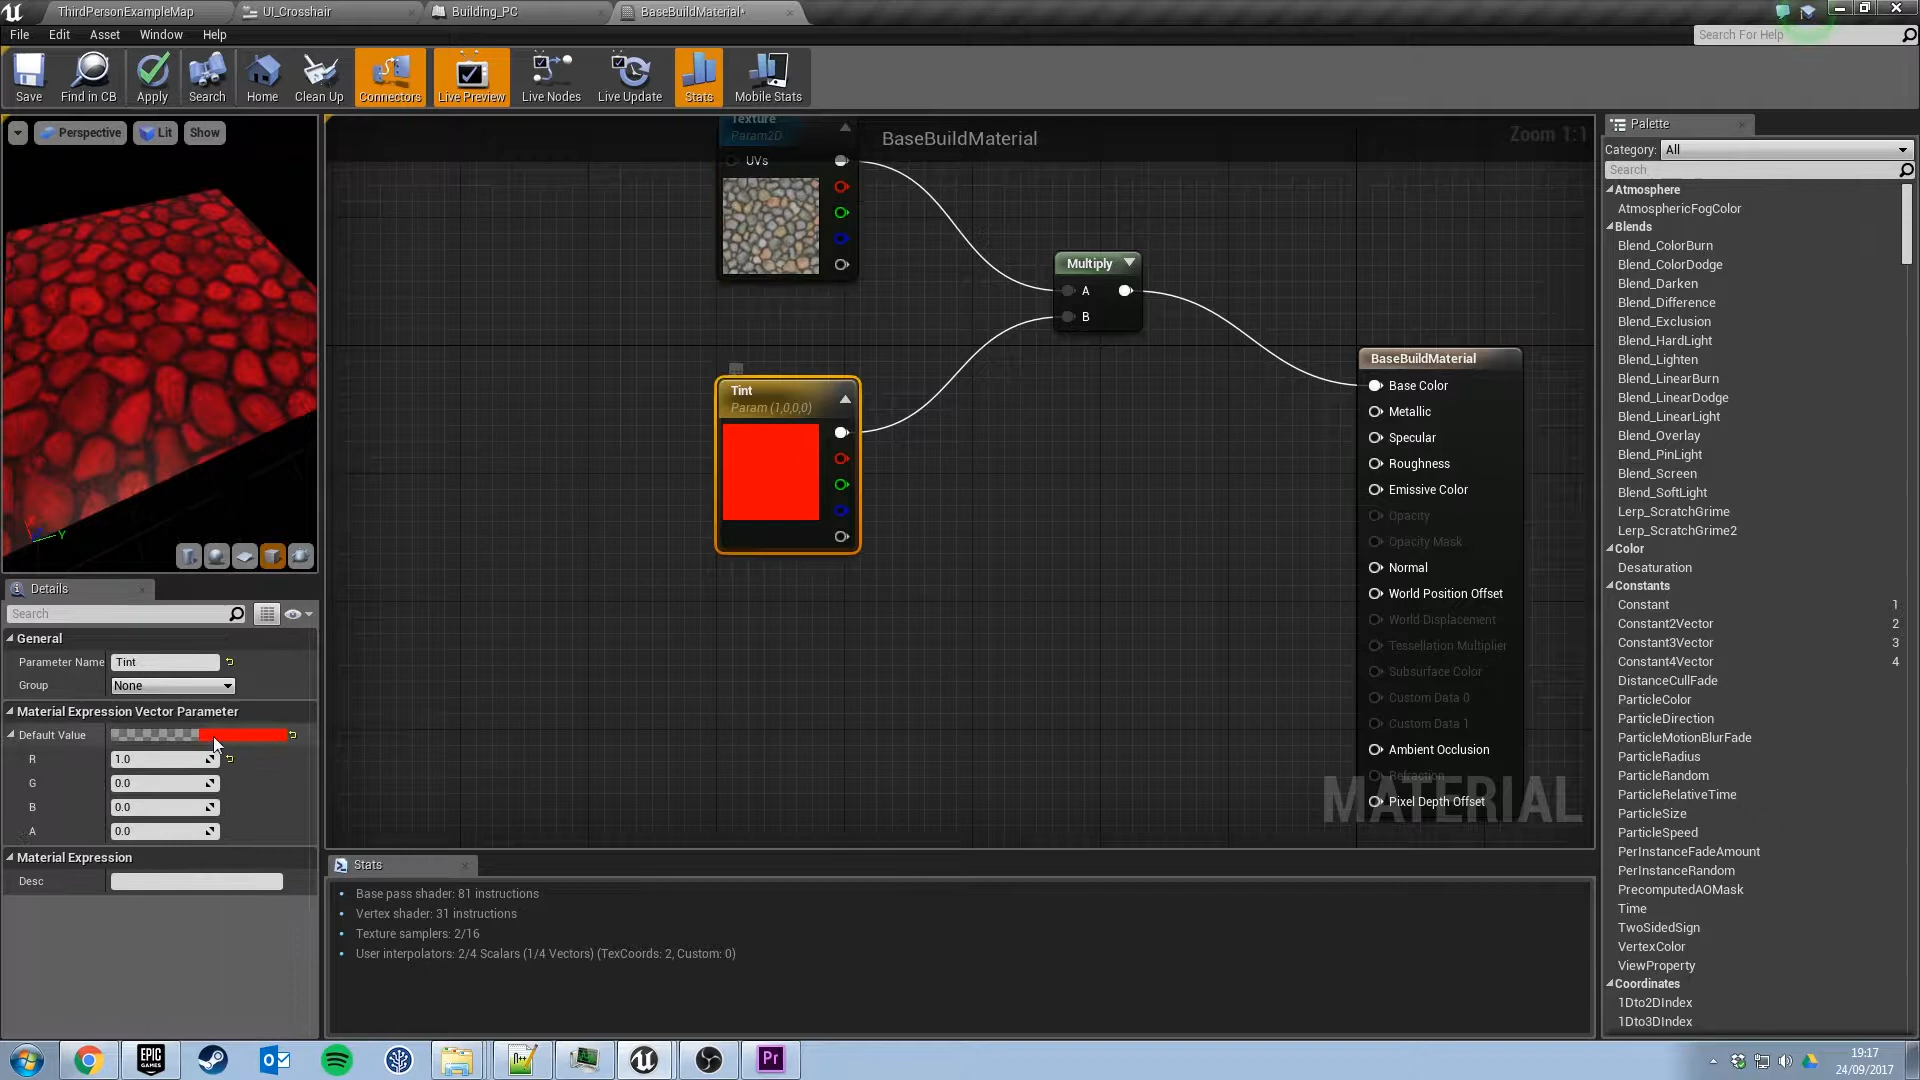 ThirdPersonExampleMap
UI_Crosshair
Building_PC
BaseBuildMaterial*
File
Edit
Asset
Window
Help
Search For Help
Save
Find in CB
Apply
Search
Home
Clean Up
Connectors
Live Preview
Live Nodes
Live Update
Stats
Mobile Stats
Perspective
Lit
Show
Texture
Param2D
UVs
BaseBuildMaterial
Zoom 1:1
Multiply
A
B
Tint
Param (1,0,0,0)
BaseBuildMaterial
Base Color
Metallic
Specular
Roughness
Emissive Color
Opacity
Opacity Mask
Normal
World Position Offset
World Displacement
Tessellation Multiplier
Subsurface Color
Custom Data 0
Custom Data 1
Ambient Occlusion
Refraction
Pixel Depth Offset
MATERIAL
Y
Details
Search
General
Parameter Name
Tint
Group
None
Material Expression Vector Parameter
Default Value
R
1.0
G
0.0
B
0.0
A
0.0
Material Expression
Desc
Stats
Base pass shader: 81 instructions
Vertex shader: 31 instructions
Texture samplers: 2/16
User interpolators: 2/4 Scalars (1/4 Vectors) (TexCoords: 2, Custom: 0)
Palette
Category:
All
Search
Atmosphere
AtmosphericFogColor
Blends
Blend_ColorBurn
Blend_ColorDodge
Blend_Darken
Blend_Difference
Blend_Exclusion
Blend_HardLight
Blend_Lighten
Blend_LinearBurn
Blend_LinearDodge
Blend_LinearLight
Blend_Overlay
Blend_PinLight
Blend_Screen
Blend_SoftLight
Lerp_ScratchGrime
Lerp_ScratchGrime2
Color
Desaturation
Constants
Constant 1
Constant2Vector 2
Constant3Vector 3
Constant4Vector 4
DistanceCullFade
ParticleColor
ParticleDirection
ParticleMotionBlurFade
ParticleRadius
ParticleRandom
ParticleRelativeTime
ParticleSize
ParticleSpeed
PerInstanceFadeAmount
PerInstanceRandom
PrecomputedAOMask
Time
TwoSidedSign
VertexColor
ViewProperty
Coordinates
1Dto2DIndex
1Dto3DIndex
EPIC
GAMES
Pr
19:17
24/09/2017